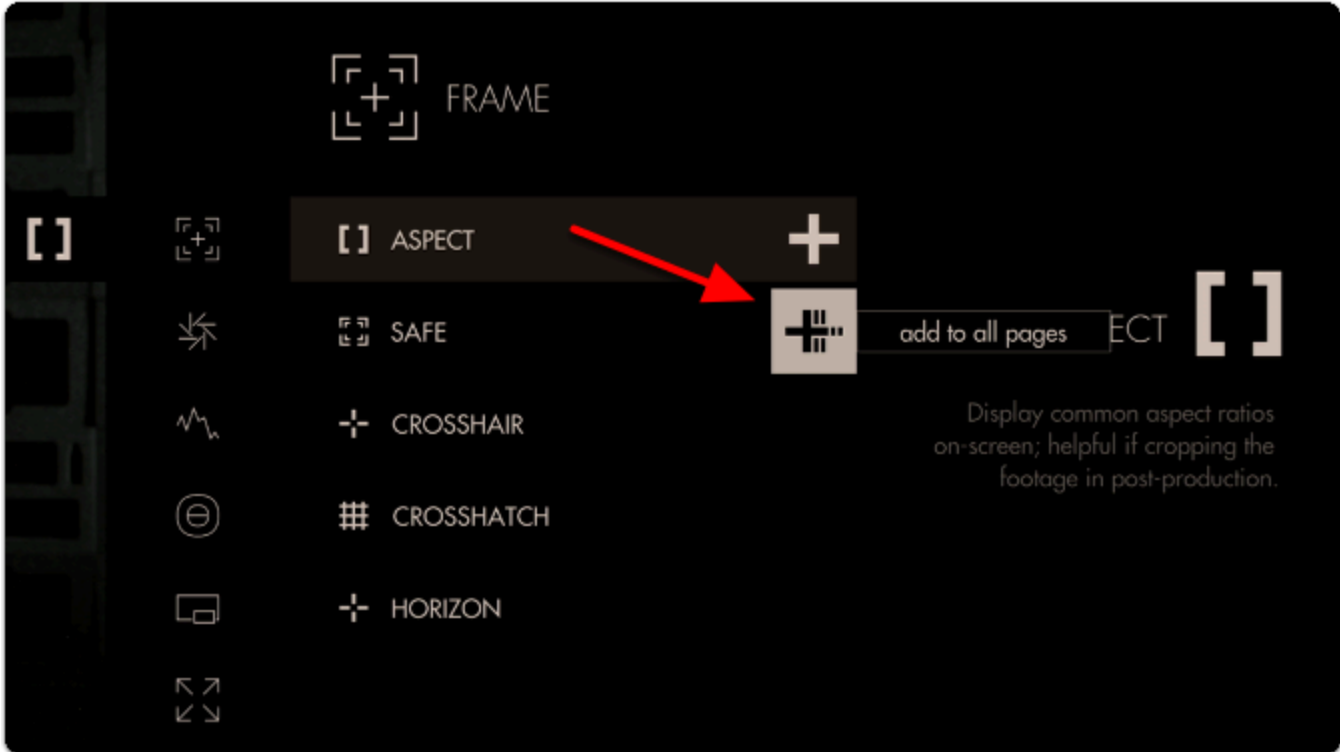 FRAME
ASPECT
SAFE
add to all pages
ECT
CROSSHAIR
Display common aspect ratios
on-screen; helpful if cropping the
footage in post-production.
CROSSHATCH
HORIZON